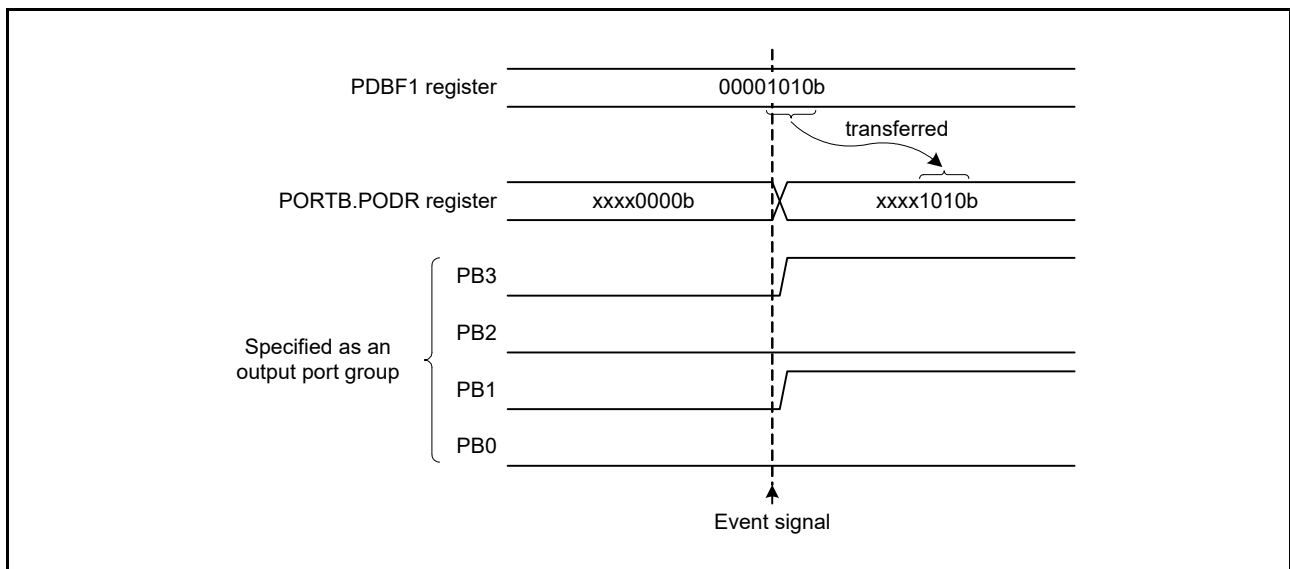 PDBF1 register
00001010b
transferred
PORTB.PODR register
xxxx0000b
xxxx1010b
PB3
PB2
Specified as an
output port group
PB1
PB0
Event signal